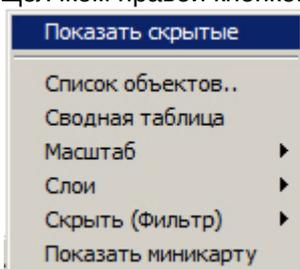 Показать скрытые
Список объектов..
Сводная таблица
Масштаб
Слои
Скрыть (Фильтр)
Показать миникарту